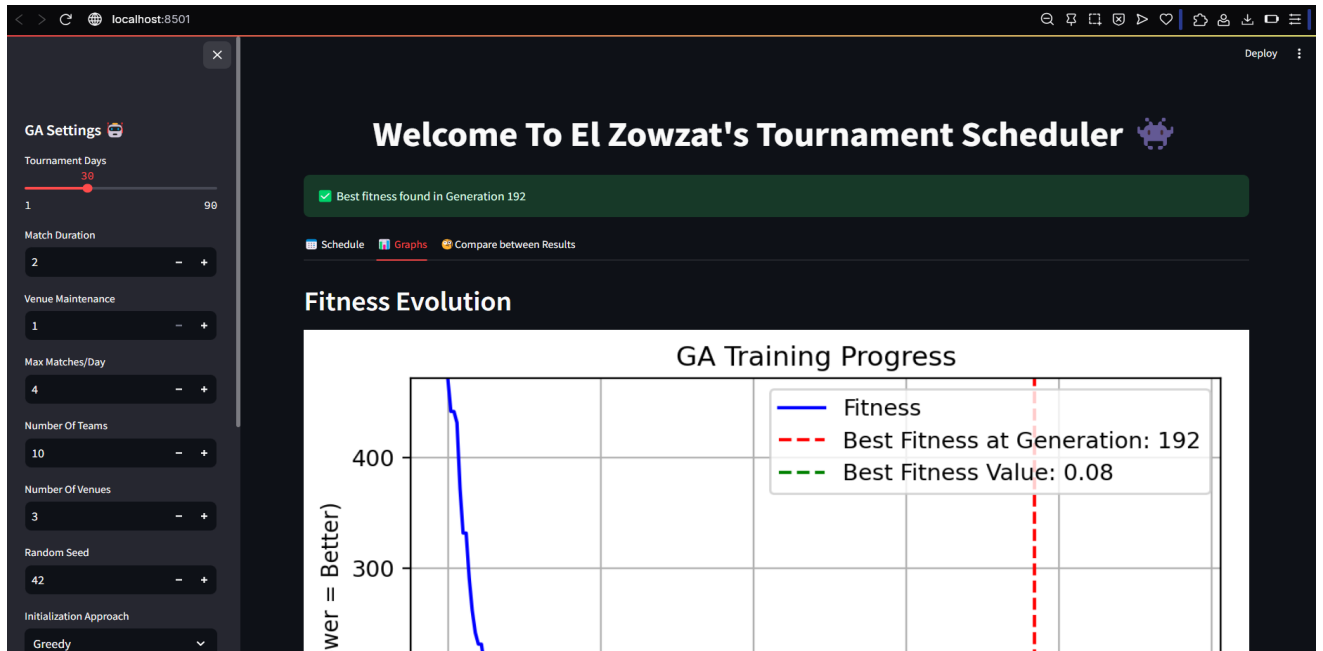 localhost:8501
Deploy
GA Settings
Tournament Days
30
1 90
Match Duration
2 - +
Venue Maintenance
1 - +
Max Matches/Day
4 - +
Number Of Teams
10 - +
Number Of Venues
3 - +
Random Seed
42 - +
Initialization Approach
Greedy
Welcome To El Zowzat's Tournament Scheduler
Best fitness found in Generation 192
Schedule Graphs Compare between Results
Fitness Evolution
GA Training Progress
Fitness
Best Fitness at Generation: 192
Best Fitness Value: 0.08
400
300
wer = Better)